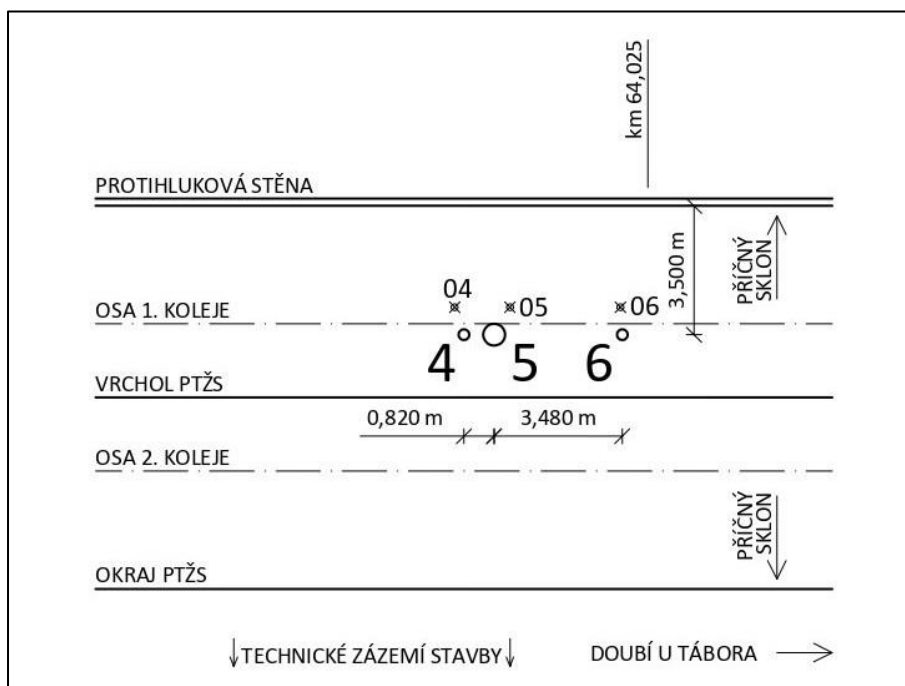 km 64,025
PROTIHLUKOVÁ STĚNA
3,500 m
PŘÍČNÝ
SKLON
04
05
06
OSA 1. KOLEJE
4
5
6
VRCHOL PTŽS
0,820 m
3,480 m
OSA 2. KOLEJE
PŘÍČNÝ
SKLON
OKRAJ PTŽS
↓TECHNICKÉ ZÁZEMÍ STAVBY↓
DOUBÍ U TÁBORA →